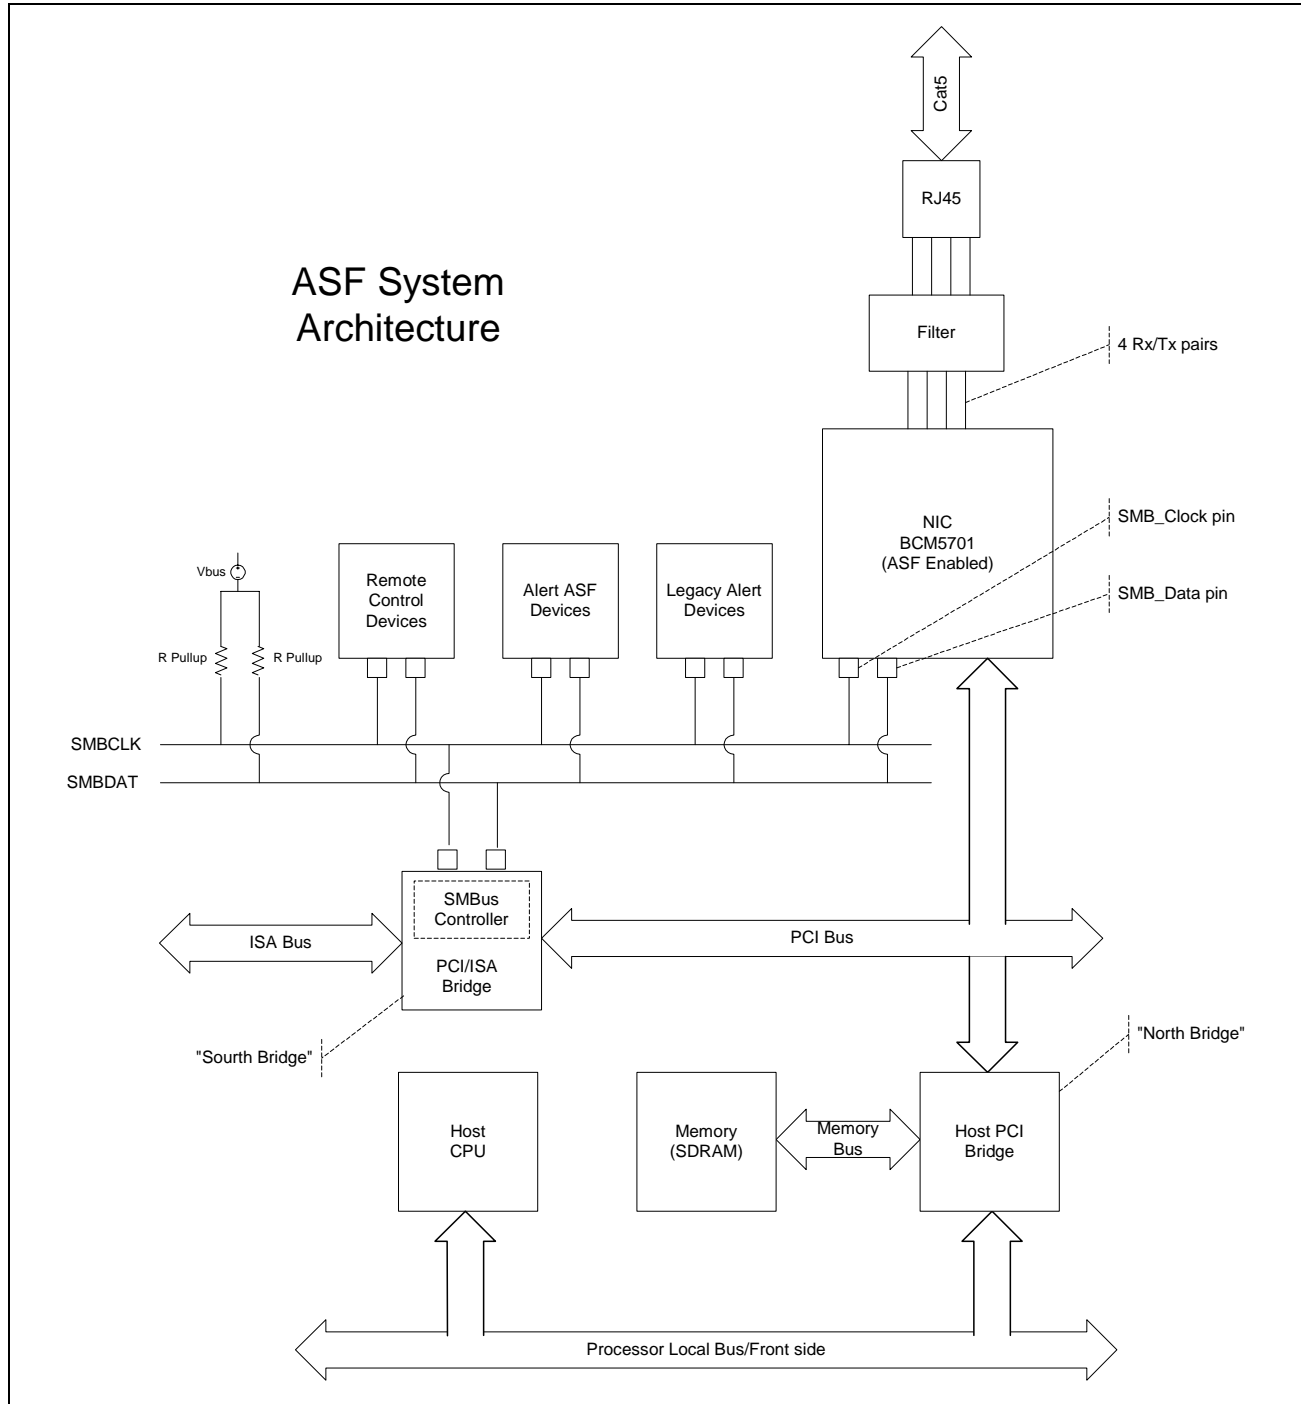 Cat5
RJ45
ASF System
Architecture
Filter
4 Rx/Tx pairs
NIC
BCM5701
(ASF Enabled)
SMB_Clock pin
SMB_Data pin
Vbus
R Pullup
R Pullup
Remote
Control
Devices
Alert ASF
Devices
Legacy Alert
Devices
SMBCLK
SMBDAT
SMBus
Controller
ISA Bus
PCI Bus
PCI/ISA
Bridge
"Sourth Bridge"
"North Bridge"
Host
CPU
Memory
(SDRAM)
Memory
Bus
Host PCI
Bridge
Processor Local Bus/Front side